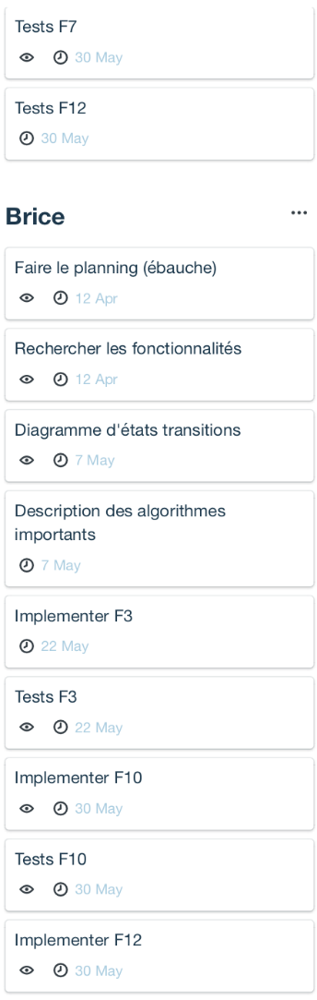 Tests F7
30 May
Tests F12
30 May
Brice
Faire le planning (ébauche)
12 Apr
Rechercher les fonctionnalités
12 Apr
Diagramme d'états transitions
7 May
Description des algorithmes
importants
7 May
Implementer F3
22 May
Tests F3
22 May
Implementer F10
30 May
Tests F10
30 May
Implementer F12
30 May